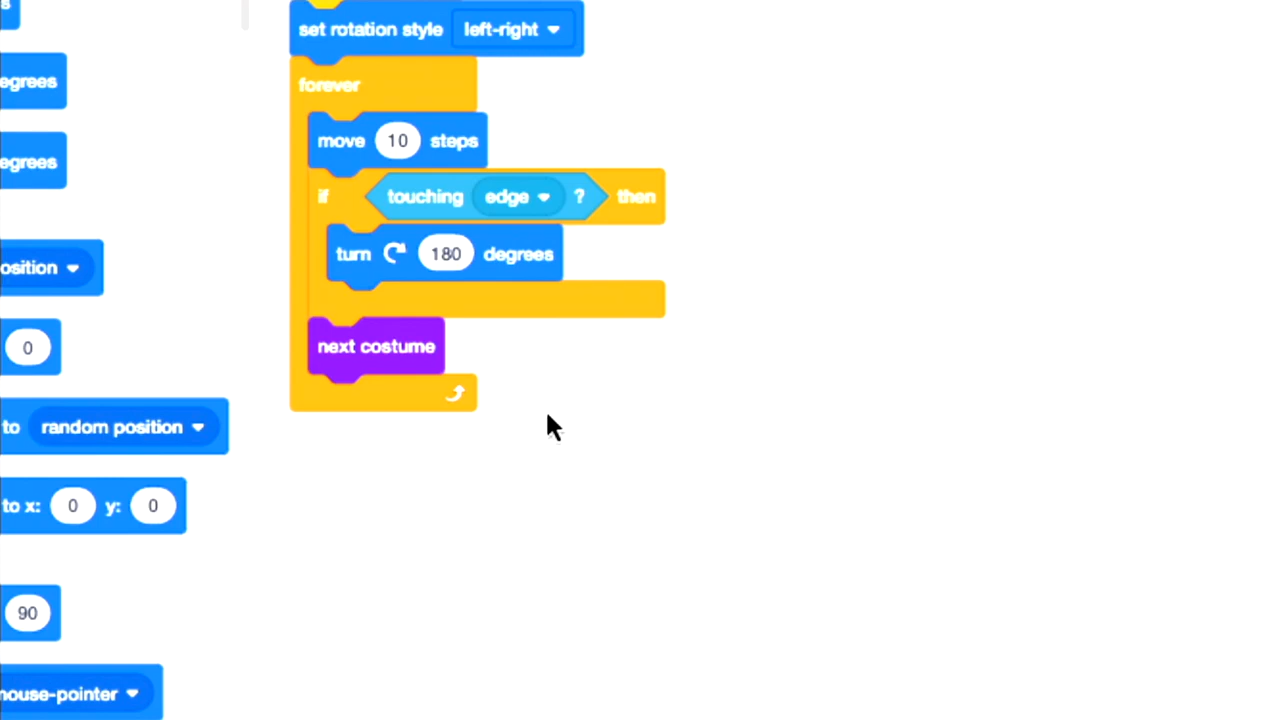 s
set rotation style left-right
egrees
forever
move 10 steps
egrees
if touching edge ? then
turn 180 degrees
osition
0
next costume
to random position
to x: 0 y: 0
90
nouse-pointer